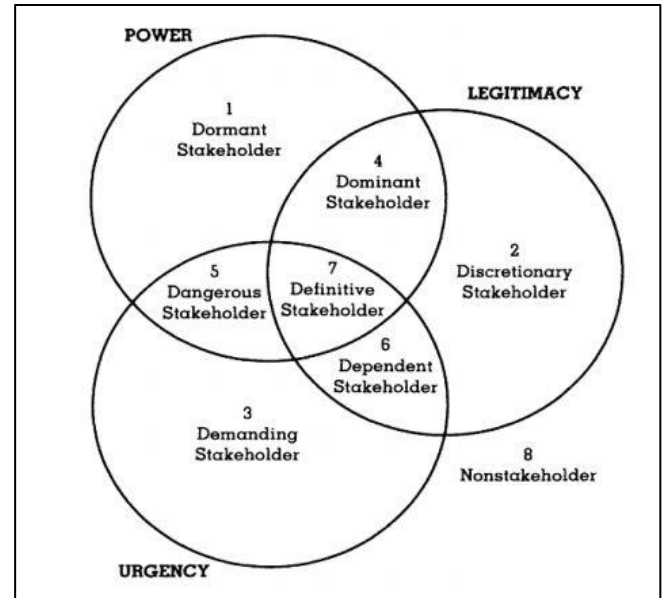 POWER
LEGITIMACY
1
Dormant
Stakeholder
4
Dominant
Stakeholder
2
Discretionary
Stakeholder
5
Dangerous
Stakeholder
7
Definitive
Stakeholder
6
Dependent
Stakeholder
3
Demanding
Stakeholder
8
Nonstakeholder
URGENCY